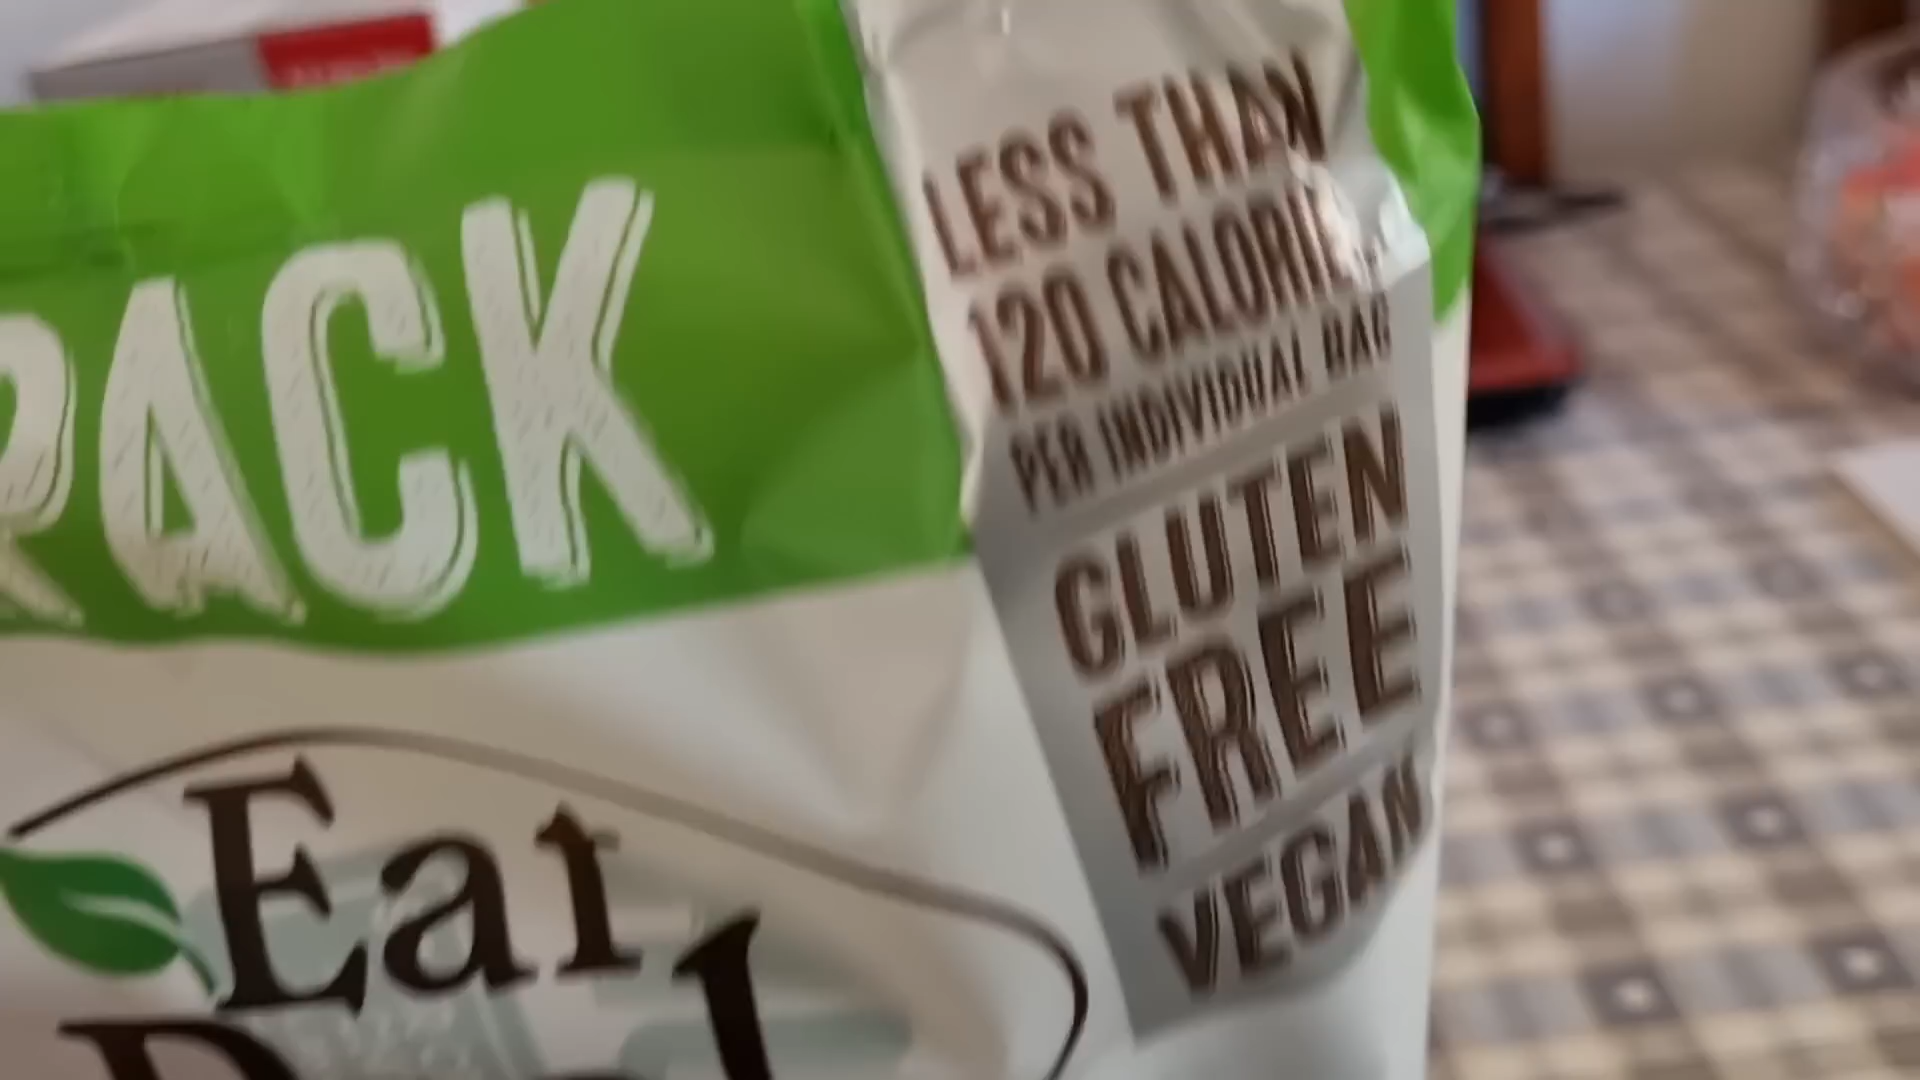 PACK
LESS THAN
120 CALORIES
PER INDIVIDUAL BAG
GLUTEN
FREE
VEGAN
Eat